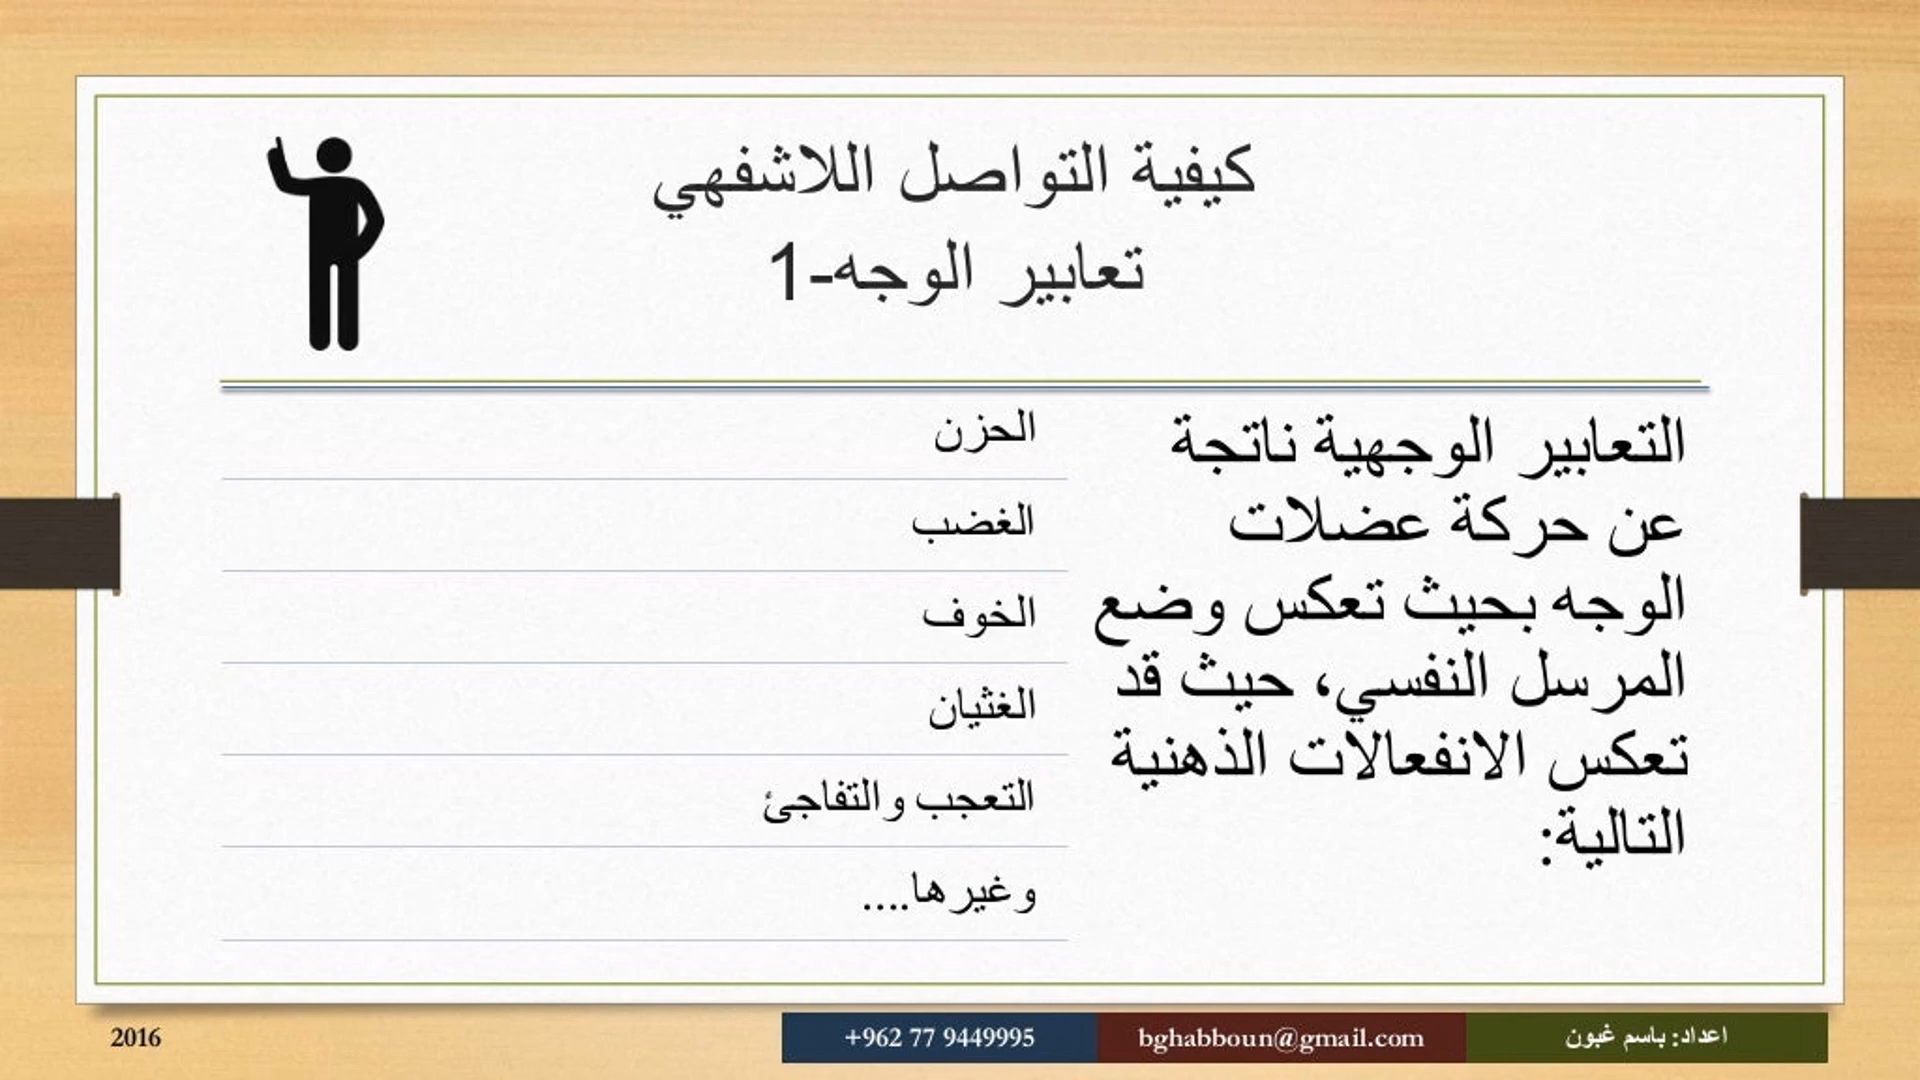 كيفية التواصل اللاشفهي
تعابير الوجه-1
التعابير الوجهية ناتجة
عن حركة عضلات
الوجه بحيث تعكس وضع
المرسل النفسي، حيث قد
تعكس الانفعالات الذهنية
التالية:
الحزن
الغضب
الخوف
الغثيان
التعجب والتفاجئ
وغيرها....
اعداد: باسم غبون
bghabboun@gmail.com
+962 77 9449995
2016